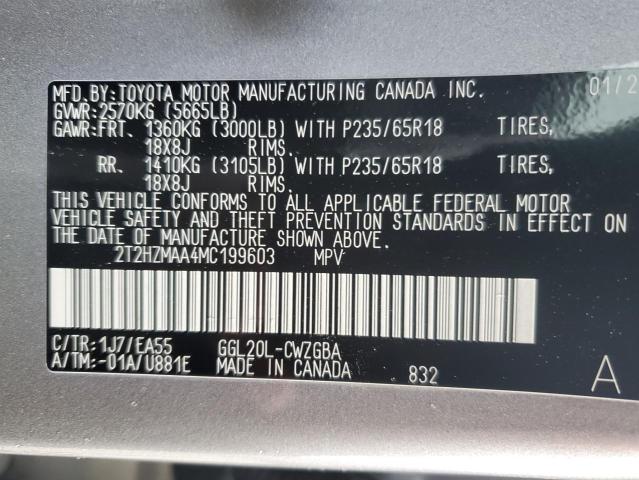 MFD.BY:TOYOTA MOTOR MANUFACTURING CANADA INC. 01/2
GVWR:2570KG (5665LB)
GAWR:FRT. 1360KG (3000LB) WITH P235/65R18 TIRES,
18X8J RIMS.
RR. 1410KG (3105LB) WITH P235/65R18 TIRES,
18X8J RIMS.
THIS VEHICLE CONFORMS TO ALL APPLICABLE FEDERAL MOTOR
VEHICLE SAFETY AND THEFT PREVENTION STANDARDS IN EFFECT ON
THE DATE OF MANUFACTURE SHOWN ABOVE.
2T2HZMAA4MC199603 MPV
C/TR:1J7/EA55 GGL20L-CWZGBA
A/TM:-01A/U881E MADE IN CANADA 832 A